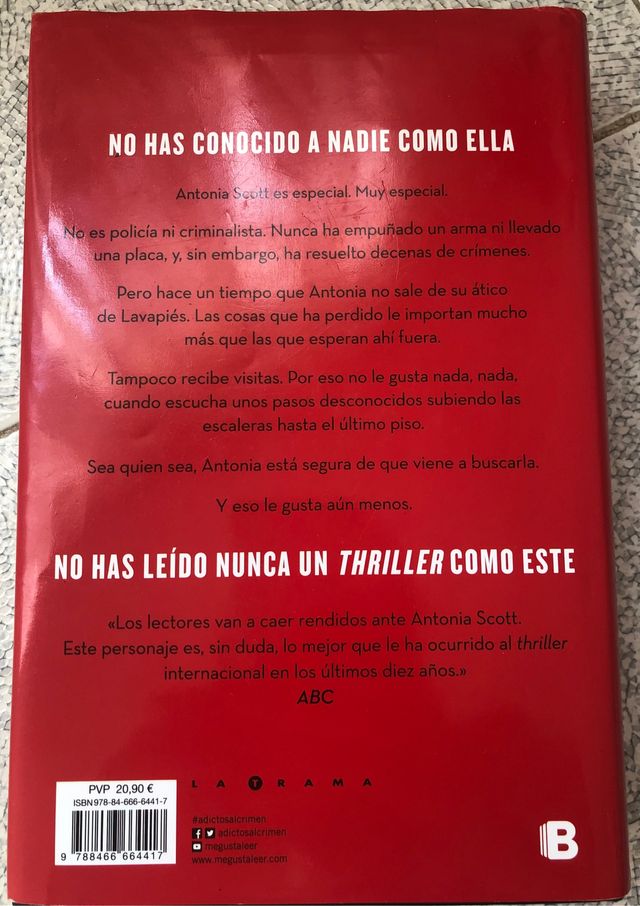 NO HAS CONOCIDO A NADIE COMO ELLA
Antonia Scott es especial. Muy especial.
No es policía ni criminalista. Nunca ha empuñado un arma ni llevado
una placa, y, sin embargo, ha resuelto decenas de crímenes.
Pero hace un tiempo que Antonia no sale de su ático
de Lavapiés. Las cosas que ha perdido le importan mucho
más que las que esperan ahí fuera.
Tampoco recibe visitas. Por eso no le gusta nada, nada,
cuando escucha unos pasos desconocidos subiendo las
escaleras hasta el último piso.
Sea quien sea, Antonia está segura de que viene a buscarla.
Y eso le gusta aún menos.
NO HAS LEÍDO NUNCA UN THRILLER COMO ESTE
«Los lectores van a caer rendidos ante Antonia Scott.
Este personaje es, sin duda, lo mejor que le ha ocurrido al thriller
internacional en los últimos diez años.»
ABC
LA TRAMA
PVP 20,90 €
ISBN 978-84-666-6441-7
9 788466 664417
#adictosalcrimen
adictosalcrimen
megustaleer
www.megustaleer.com
B